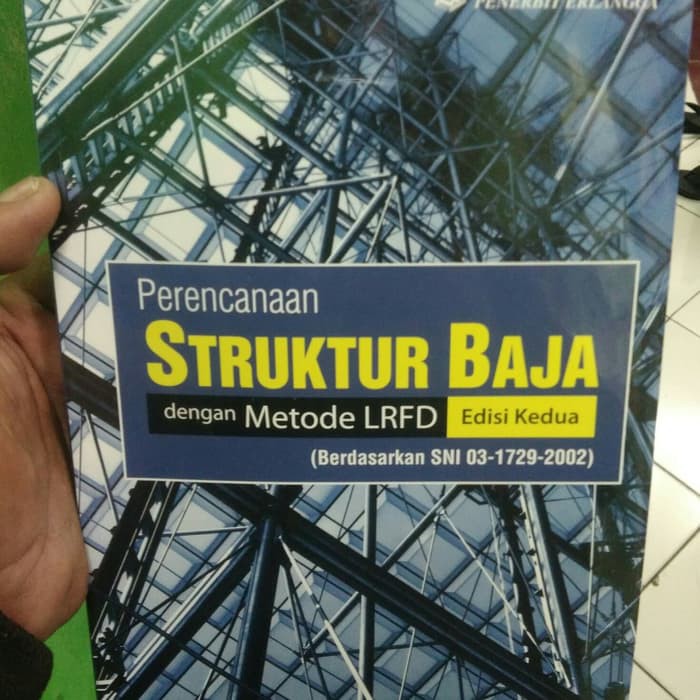 PENERBIT ERLANGGA
Perencanaan
STRUKTUR BAJA
dengan Metode LRFD Edisi Kedua
(Berdasarkan SNI 03-1729-2002)